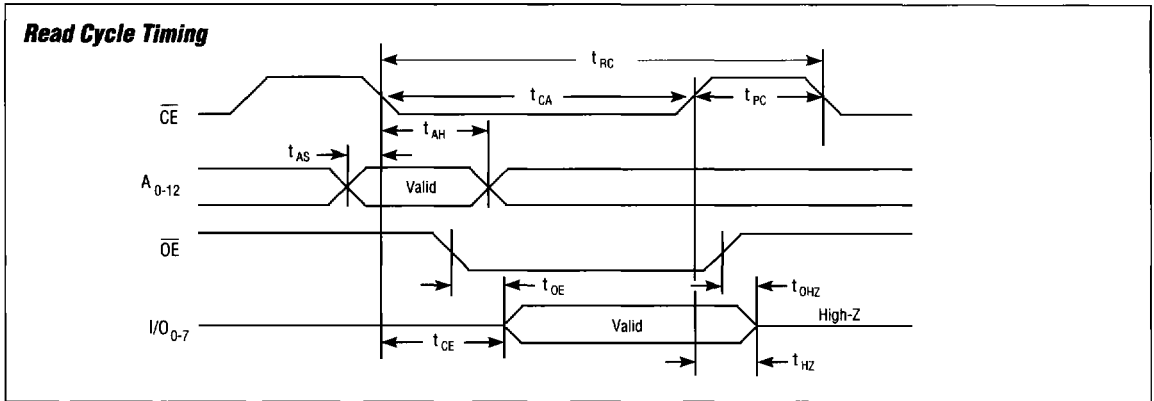 Read Cycle Timing
tRC
tCA
tPC
CE
tAH
tAS
A0-12
Valid
OE
tOE
tOHZ
I/O0-7
Valid
High-Z
tCE
tHZ